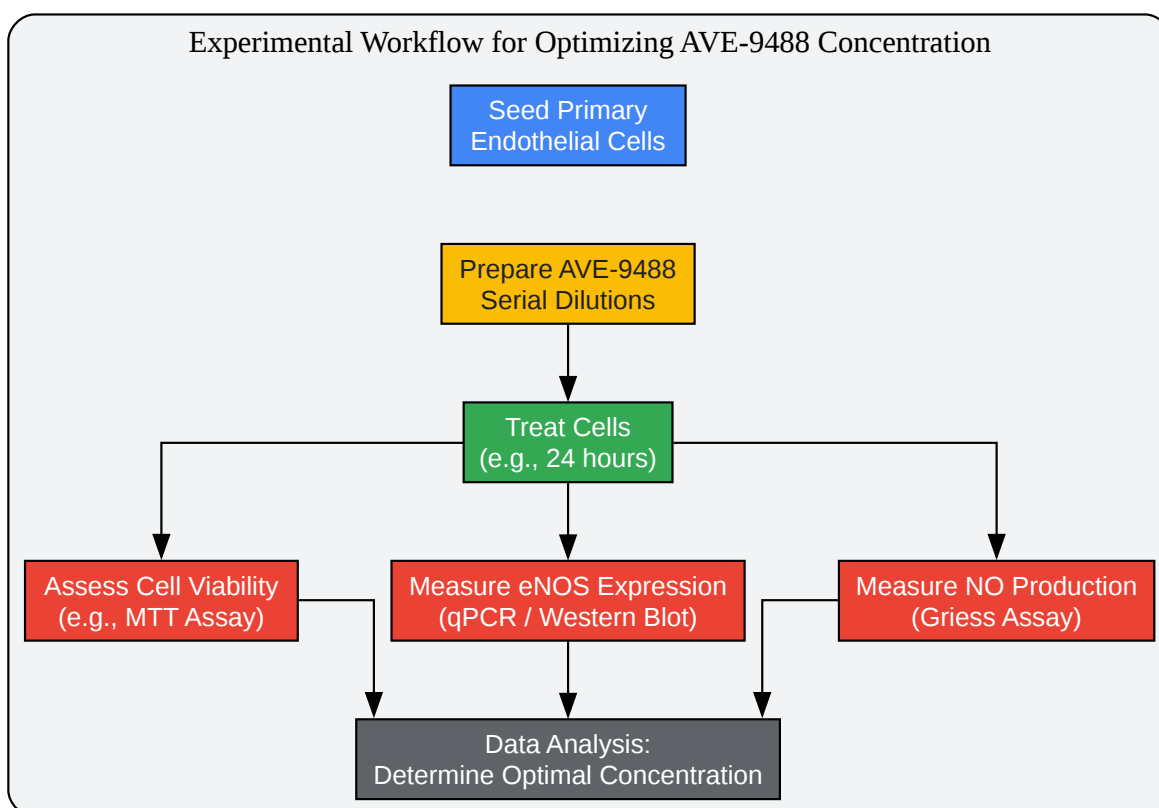 Experimental Workflow for Optimizing AVE-9488 Concentration
Seed Primary
Endothelial Cells
Prepare AVE-9488
Serial Dilutions
Treat Cells
(e.g., 24 hours)
Assess Cell Viability
(e.g., MTT Assay)
Measure eNOS Expression
(qPCR / Western Blot)
Measure NO Production
(Griess Assay)
Data Analysis:
Determine Optimal Concentration